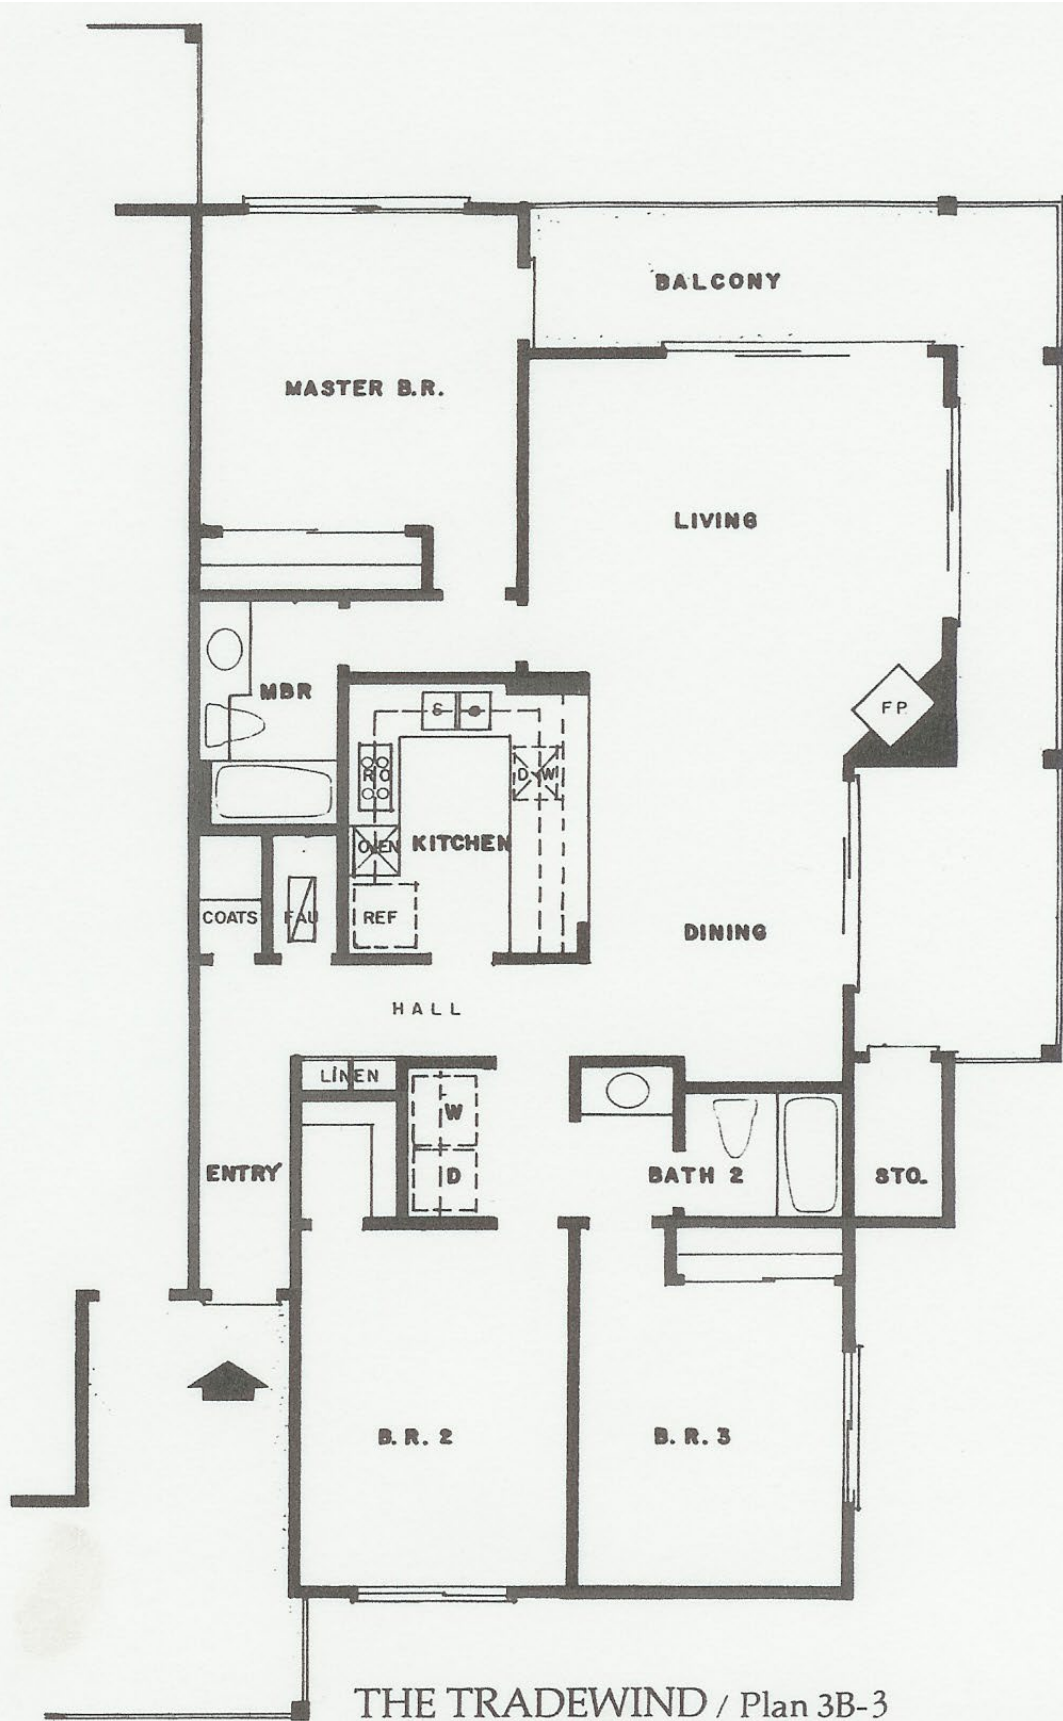 BALCONY
MASTER B.R.
LIVING
MBR
F P.
S
R O
D W
OVEN
KITCHEN
COATS
FAU
REF
DINING
HALL
LINEN
W
D
ENTRY
BATH 2
STO.
B. R. 2
B. R. 3
THE TRADEWIND / Plan 3B-3